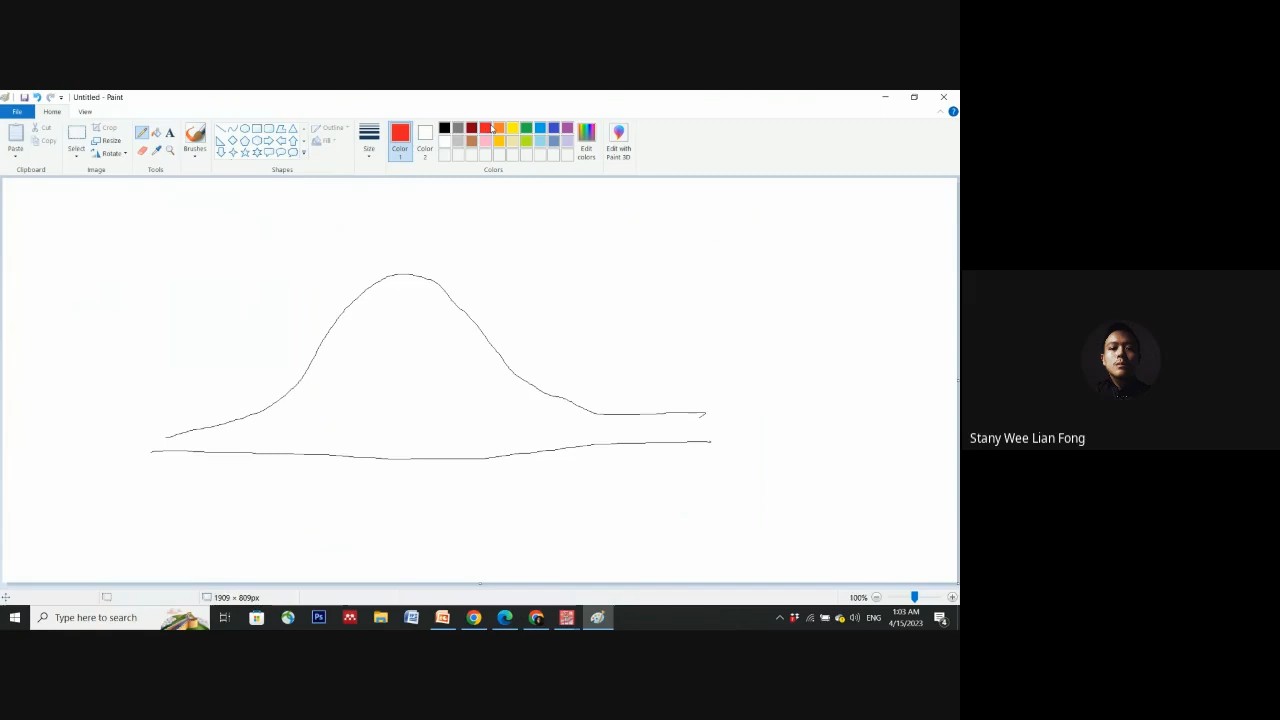 Untitled - Paint
File Home View
Cut
Copy
Paste
Clipboard
Select
Crop
Resize
Rotate
Image
A
Tools
Brushes
Outline
Fill
Shapes
Size
Color 1
Color 2
Edit colors
Edit with Paint 3D
Colors
Stany Wee Lian Fong
1909 × 809px
100%
Type here to search
Ps
ENG
1:03 AM
4/15/2023